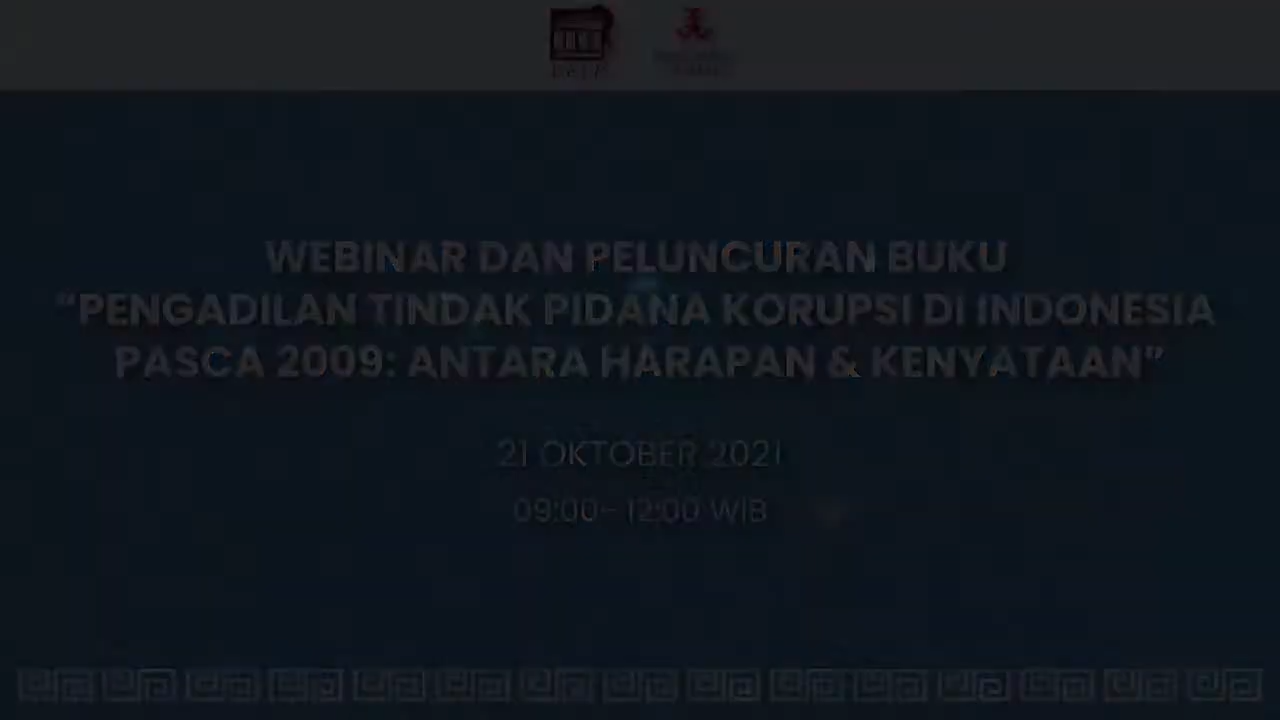 WEBINAR DAN PELUNCURAN BUKU
“PENGADILAN TINDAK PIDANA KORUPSI DI INDONESIA
PASCA 2009: ANTARA HARAPAN & KENYATAAN”
21 OKTOBER 2021
09:00- 12:00 WIB